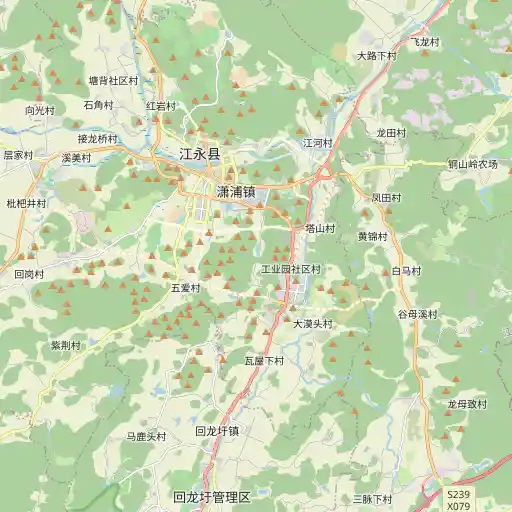 飞龙村
大路下村
塘背社区村
石角村
红岩村
向光村
龙田村
接龙桥村
江河村
层家村
溪美村
江永县
铜山岭农场
潇浦镇
枇杷井村
凤田村
塔山村
黄锦村
回岗村
工业园社区村
白马村
五爱村
谷母溪村
大漠头村
紫荆村
瓦屋下村
龙母致村
马鹿头村
回龙圩镇
回龙圩管理区
三脉下村
S239
X079